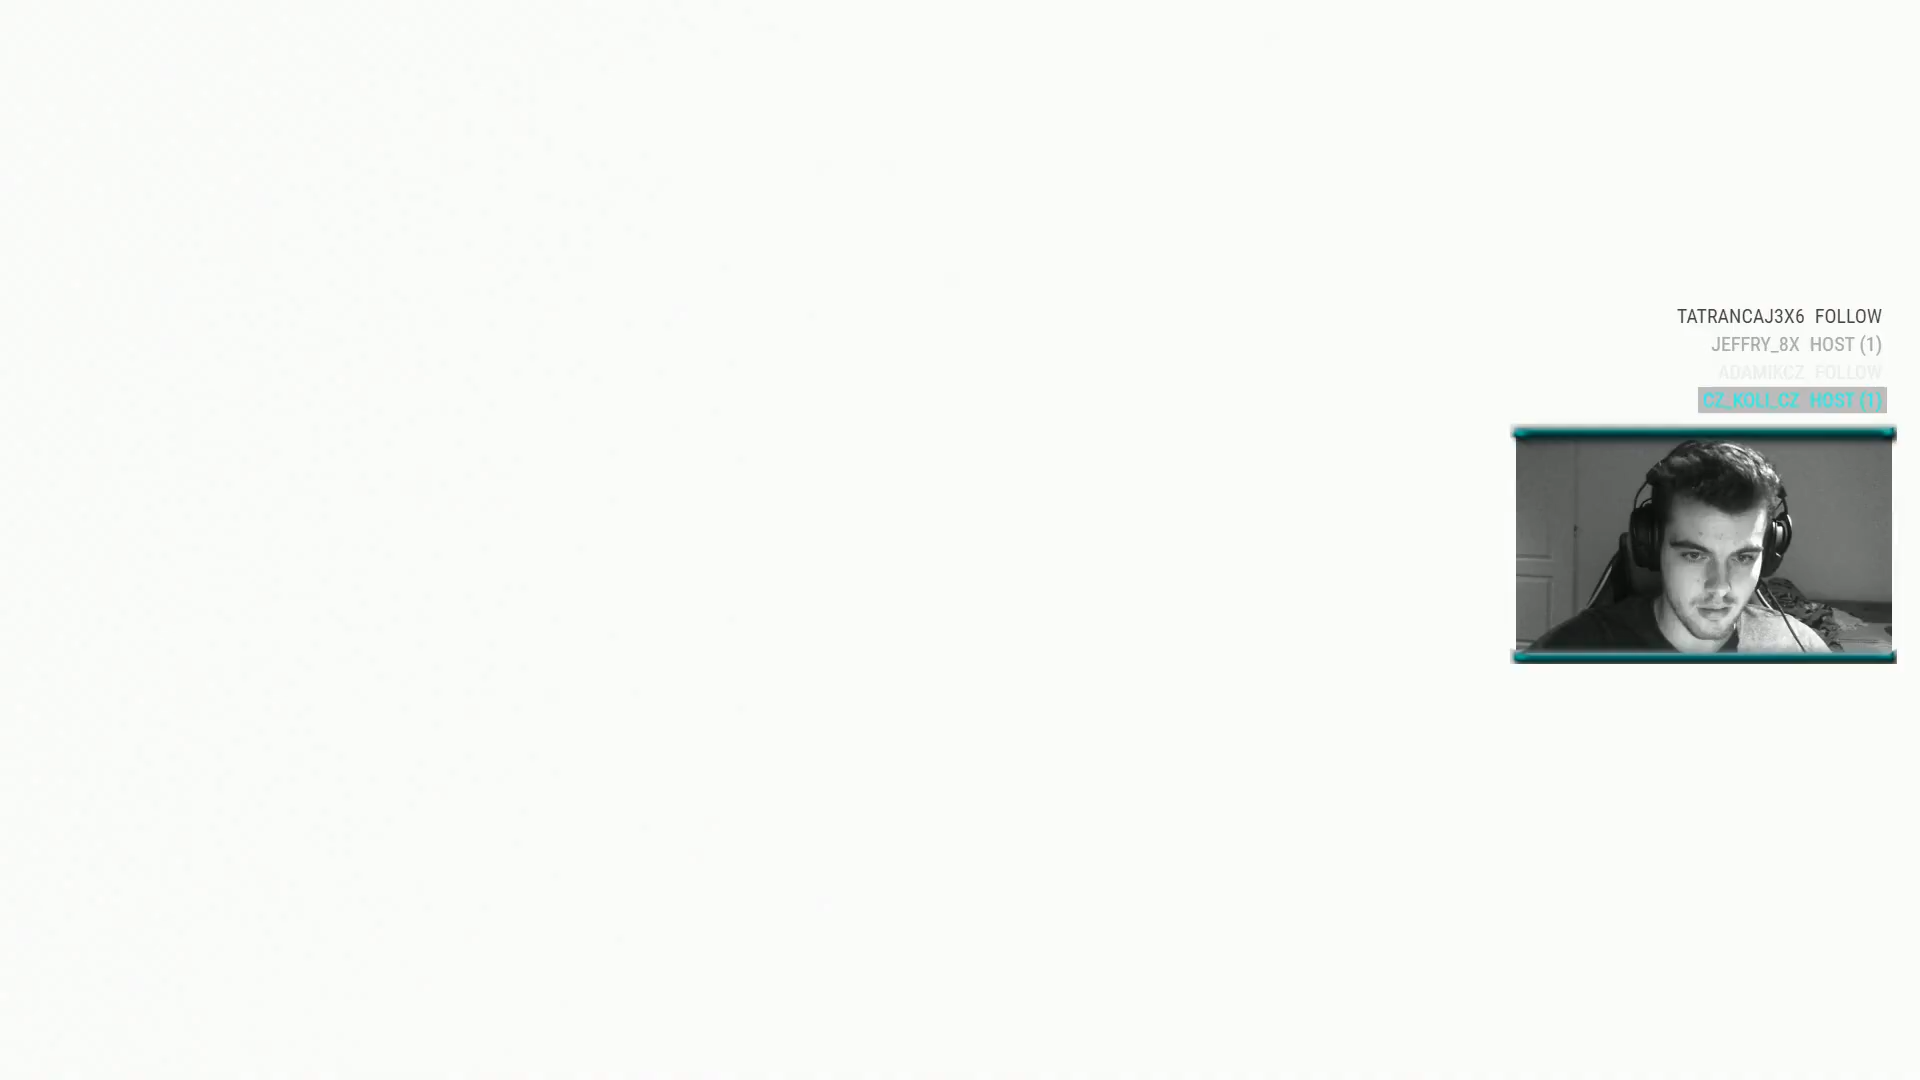 TATRANCAJ3X6 FOLLOW
JEFFRY_8X HOST (1)
ADAMIKCZ FOLLOW
CZ_KOLI_CZ HOST (1)